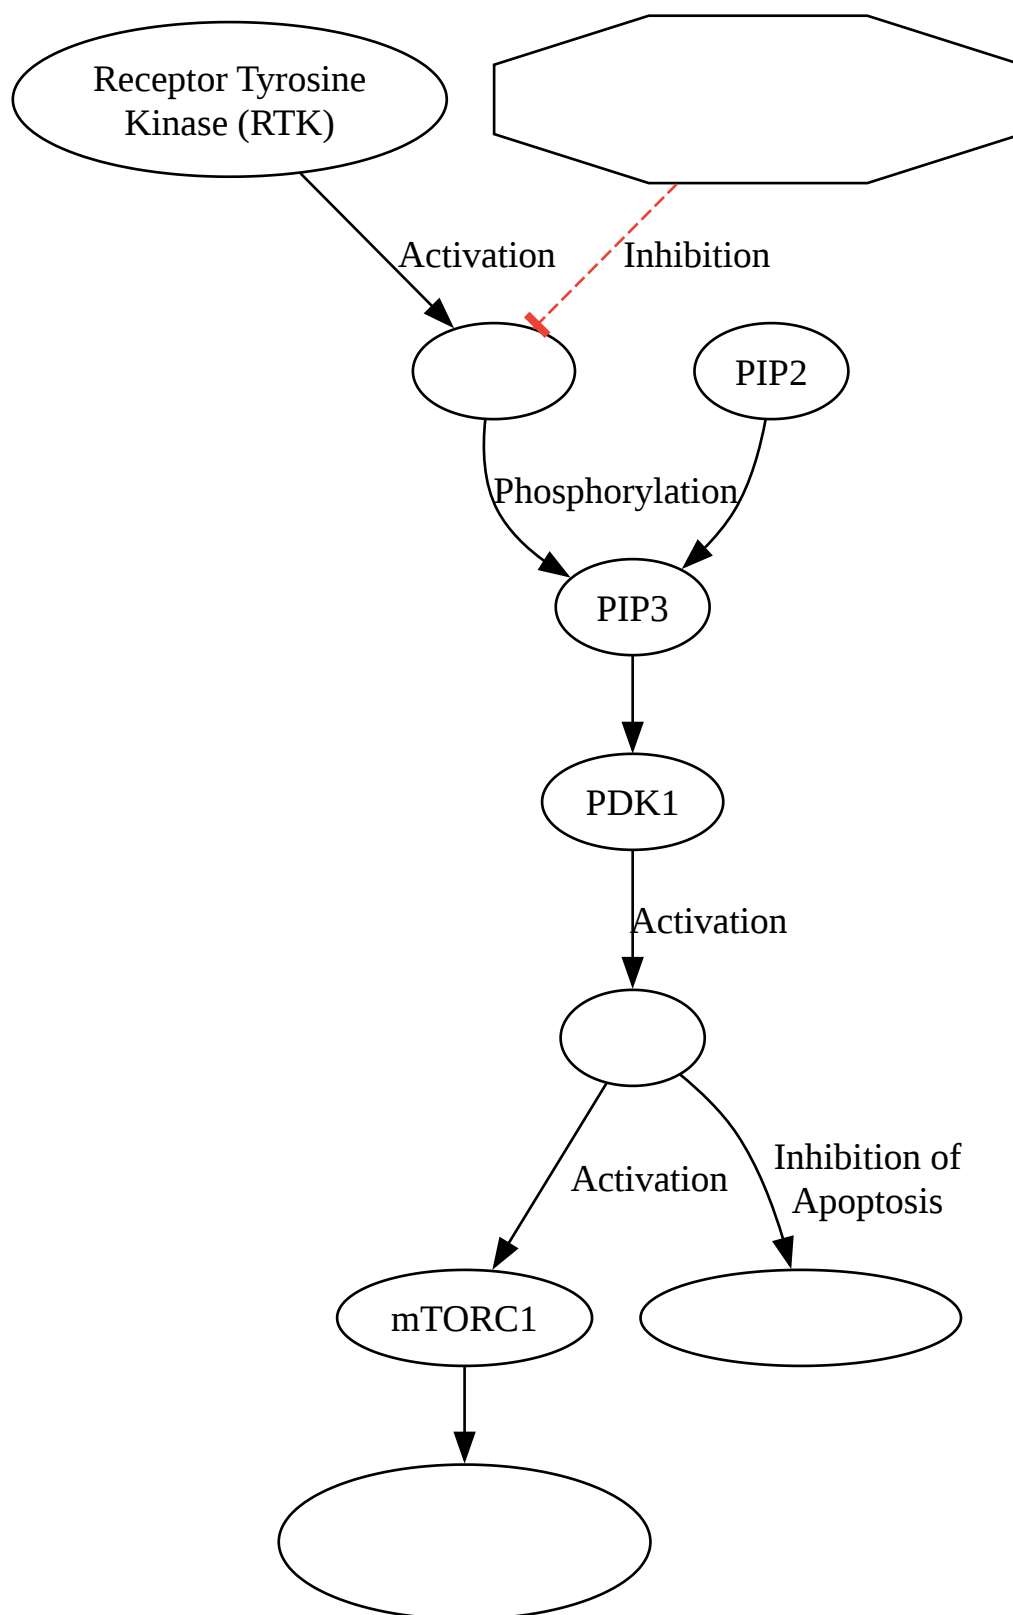 Receptor Tyrosine
Kinase (RTK)
Activation
Inhibition
PIP2
Phosphorylation
PIP3
PDK1
Activation
Activation
Inhibition of
Apoptosis
mTORC1